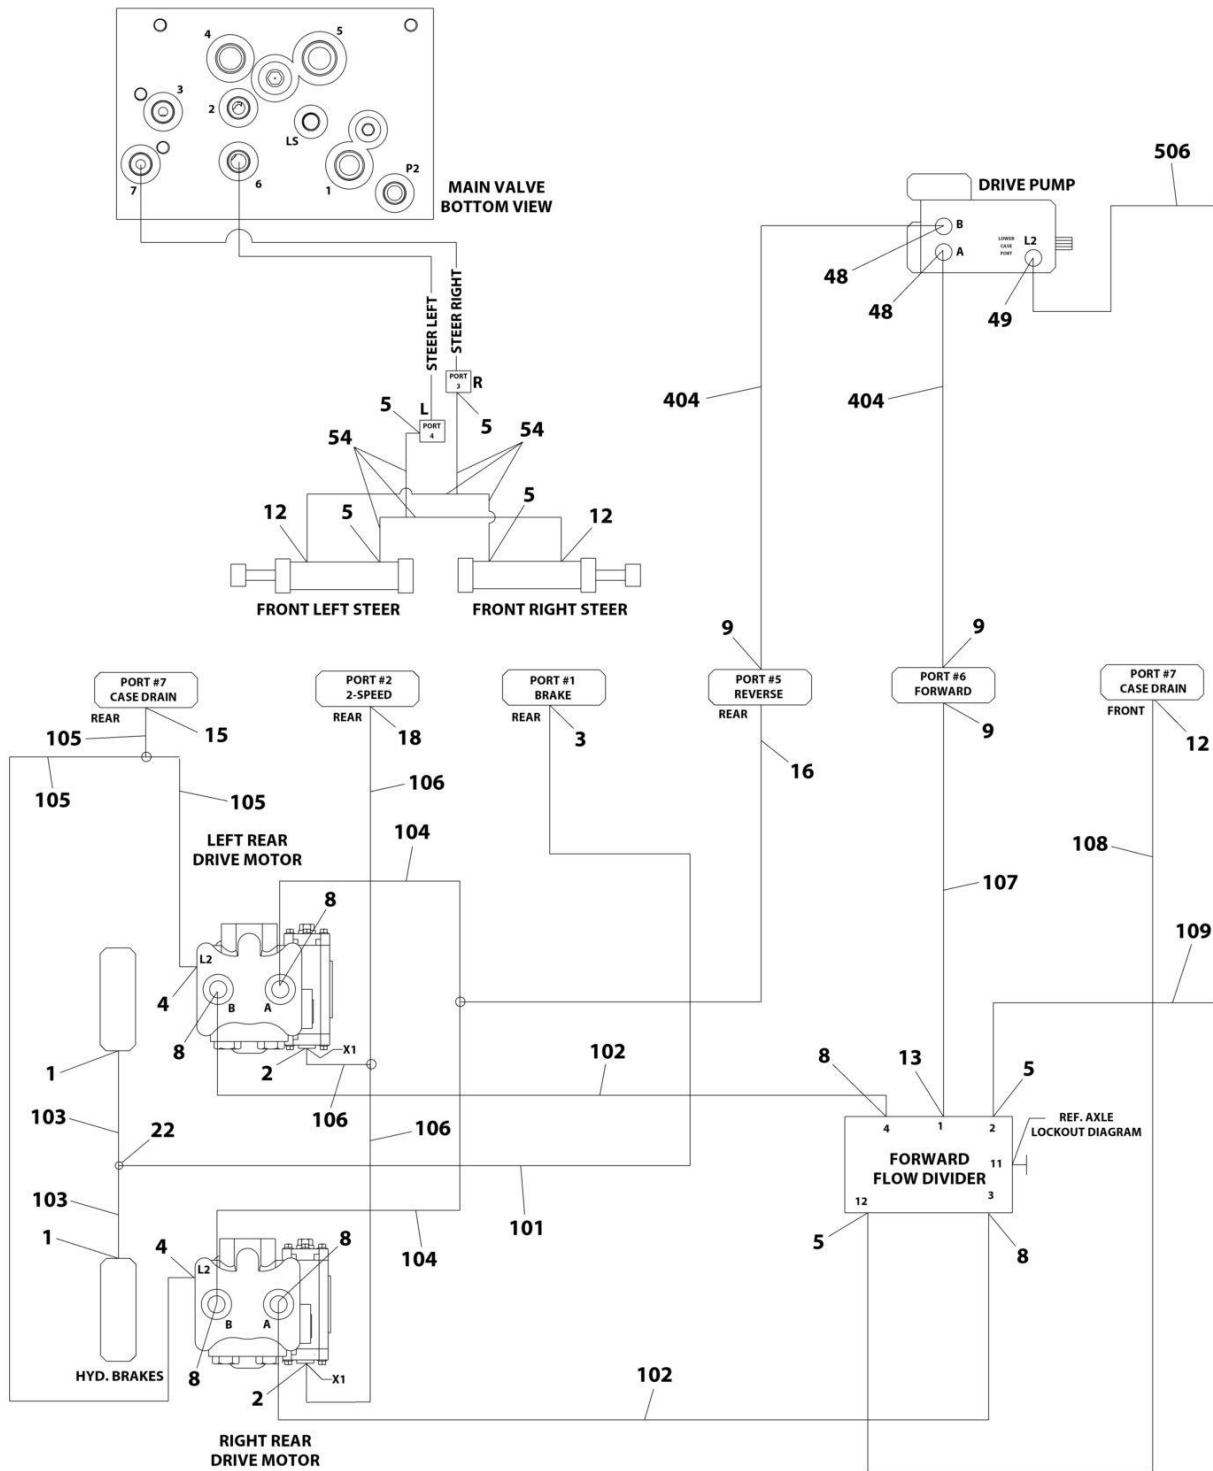 4
5
3
2
LS
7
6
1
P2
MAIN VALVE
BOTTOM VIEW
506
DRIVE PUMP
B
LOWER
CASE
PORT
L2
A
48
48
49
STEER LEFT
STEER RIGHT
PORT
3
R
L
5
PORT
4
5
404
404
54
54
12
5
5
12
FRONT LEFT STEER
FRONT RIGHT STEER
9
9
PORT #7
CASE DRAIN
PORT #2
2-SPEED
PORT #1
BRAKE
PORT #5
REVERSE
PORT #6
FORWARD
PORT #7
CASE DRAIN
REAR
REAR
REAR
REAR
FRONT
105
15
18
3
9
12
16
105
105
106
LEFT REAR
DRIVE MOTOR
104
108
107
8
109
L2
4
B
A
8
X1
1
2
102
8
13
5
106
103
22
106
4
1
2
REF. AXLE
LOCKOUT DIAGRAM
FORWARD
FLOW DIVIDER
11
12
3
103
101
1
4
8
104
5
8
L2
B
A
HYD. BRAKES
8
2
X1
102
RIGHT REAR
DRIVE MOTOR